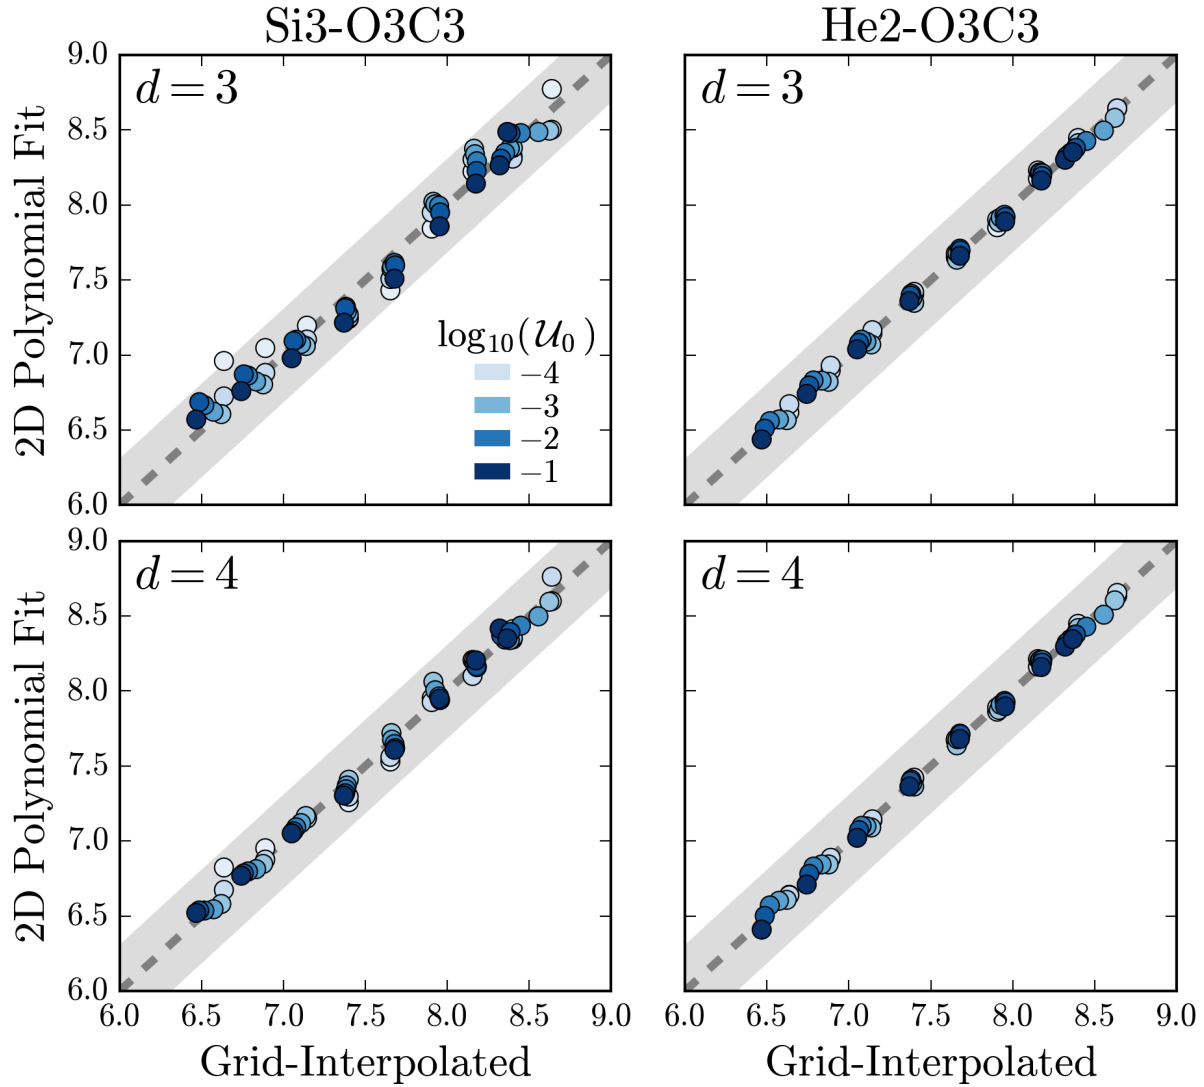 Si3-O3C3
He2-O3C3
2D Polynomial Fit
9.0
8.5
8.0
7.5
7.0
6.5
6.0
d = 3
log10(U0)
−4
−3
−2
−1
d = 3
2D Polynomial Fit
9.0
8.5
8.0
7.5
7.0
6.5
6.0
d = 4
d = 4
6.0 6.5 7.0 7.5 8.0 8.5 9.0
6.0 6.5 7.0 7.5 8.0 8.5 9.0
Grid-Interpolated
Grid-Interpolated